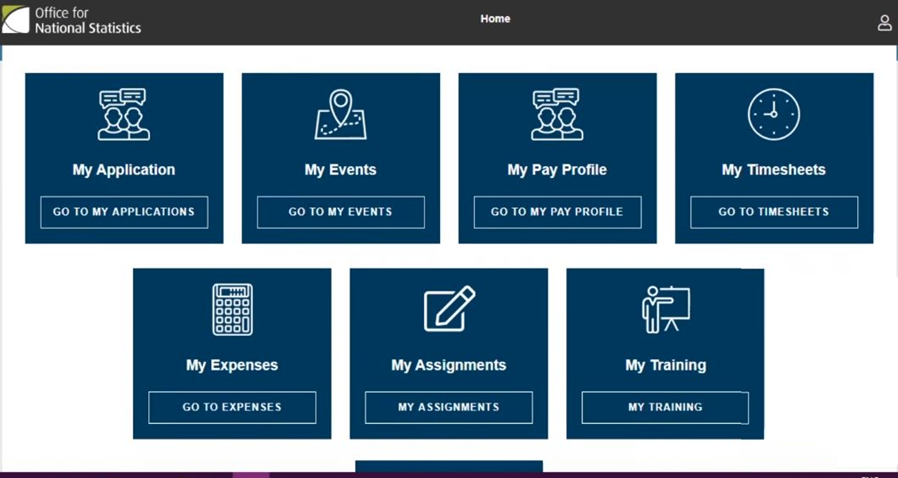 Office for
National Statistics
Home
My Application
GO TO MY APPLICATIONS
My Events
GO TO MY EVENTS
My Pay Profile
GO TO MY PAY PROFILE
My Timesheets
GO TO TIMESHEETS
My Expenses
GO TO EXPENSES
My Assignments
MY ASSIGNMENTS
My Training
MY TRAINING